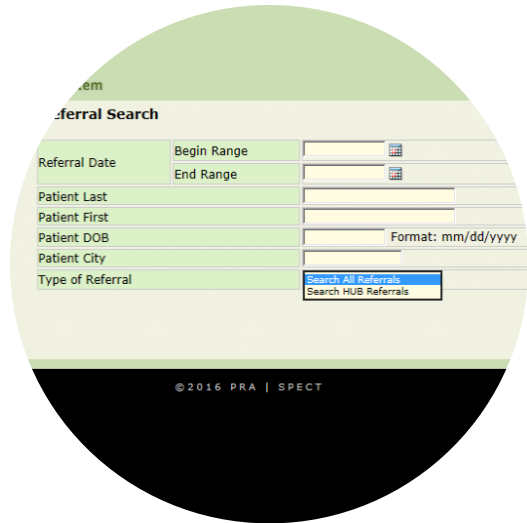 eferral Search
Referral Date
Begin Range
End Range
Patient Last
Patient First
Patient DOB
Format: mm/dd/yyyy
Patient City
Type of Referral
Search All Referrals
Search HUB Referrals
©2016 PRA | SPECT